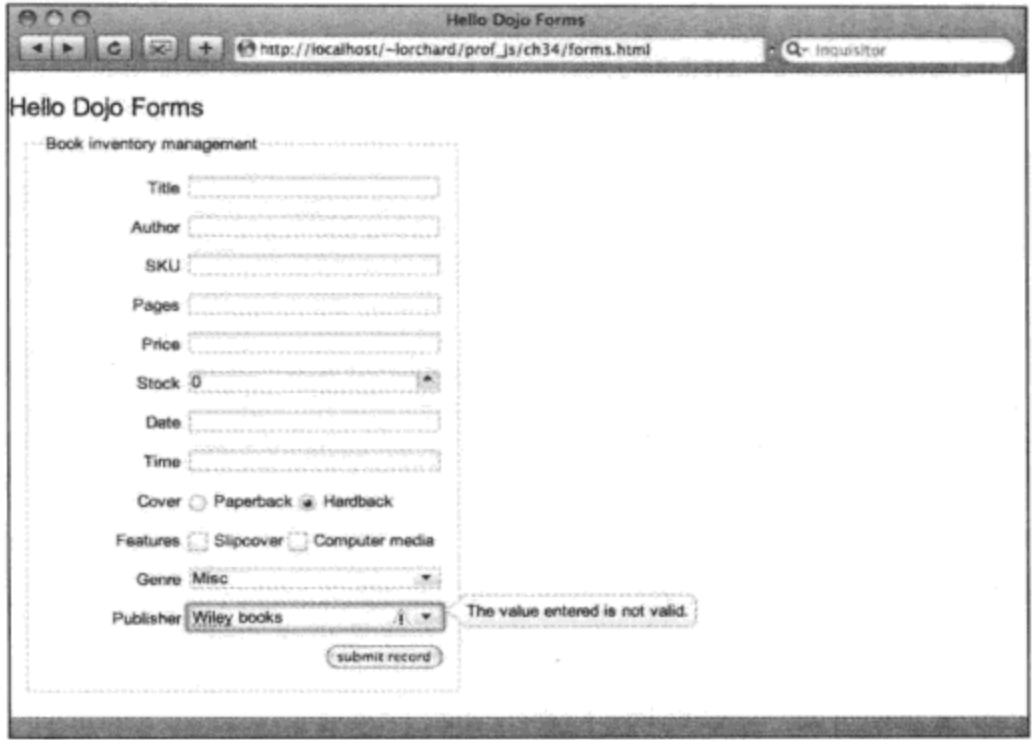 Hello Dojo Forms
http://localhost/~lorchard/prof_js/ch34/forms.html
Inquisitor
Hello Dojo Forms
Book inventory management
Title
Author
SKU
Pages
Price
Stock 0
Date
Time
Cover Paperback Hardback
Features Slipcover Computer media
Genre Misc
Publisher Wiley books ! The value entered is not valid.
submit record